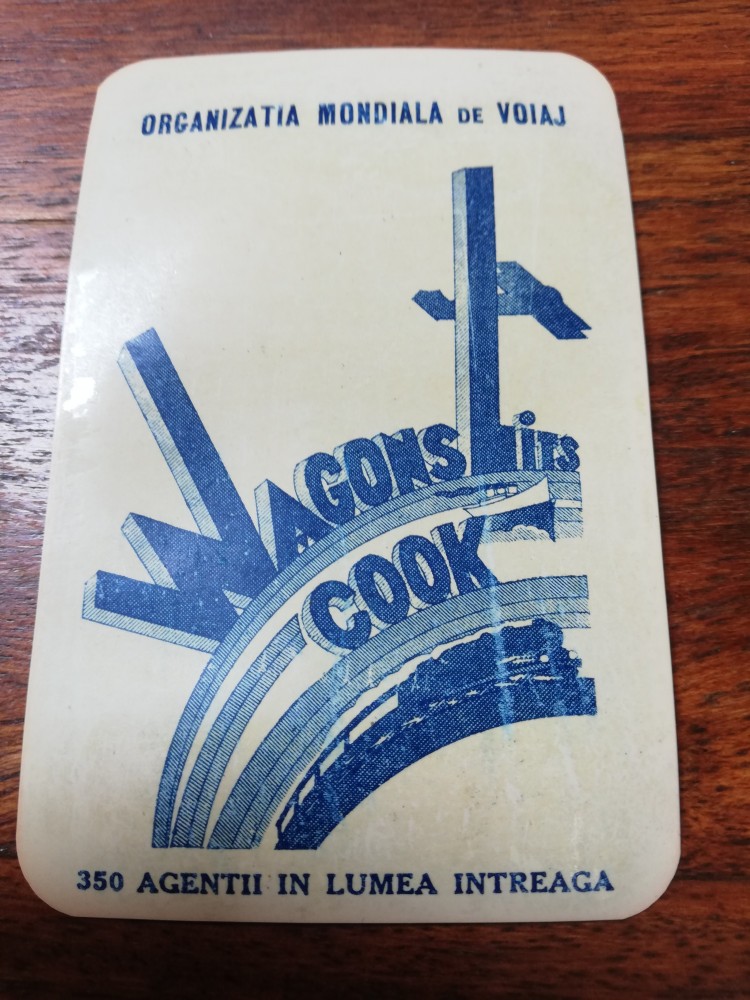 ORGANIZATIA MONDIALA DE VOIAJ
WAGONS LITS
COOK
350 AGENTII IN LUMEA INTREAGA